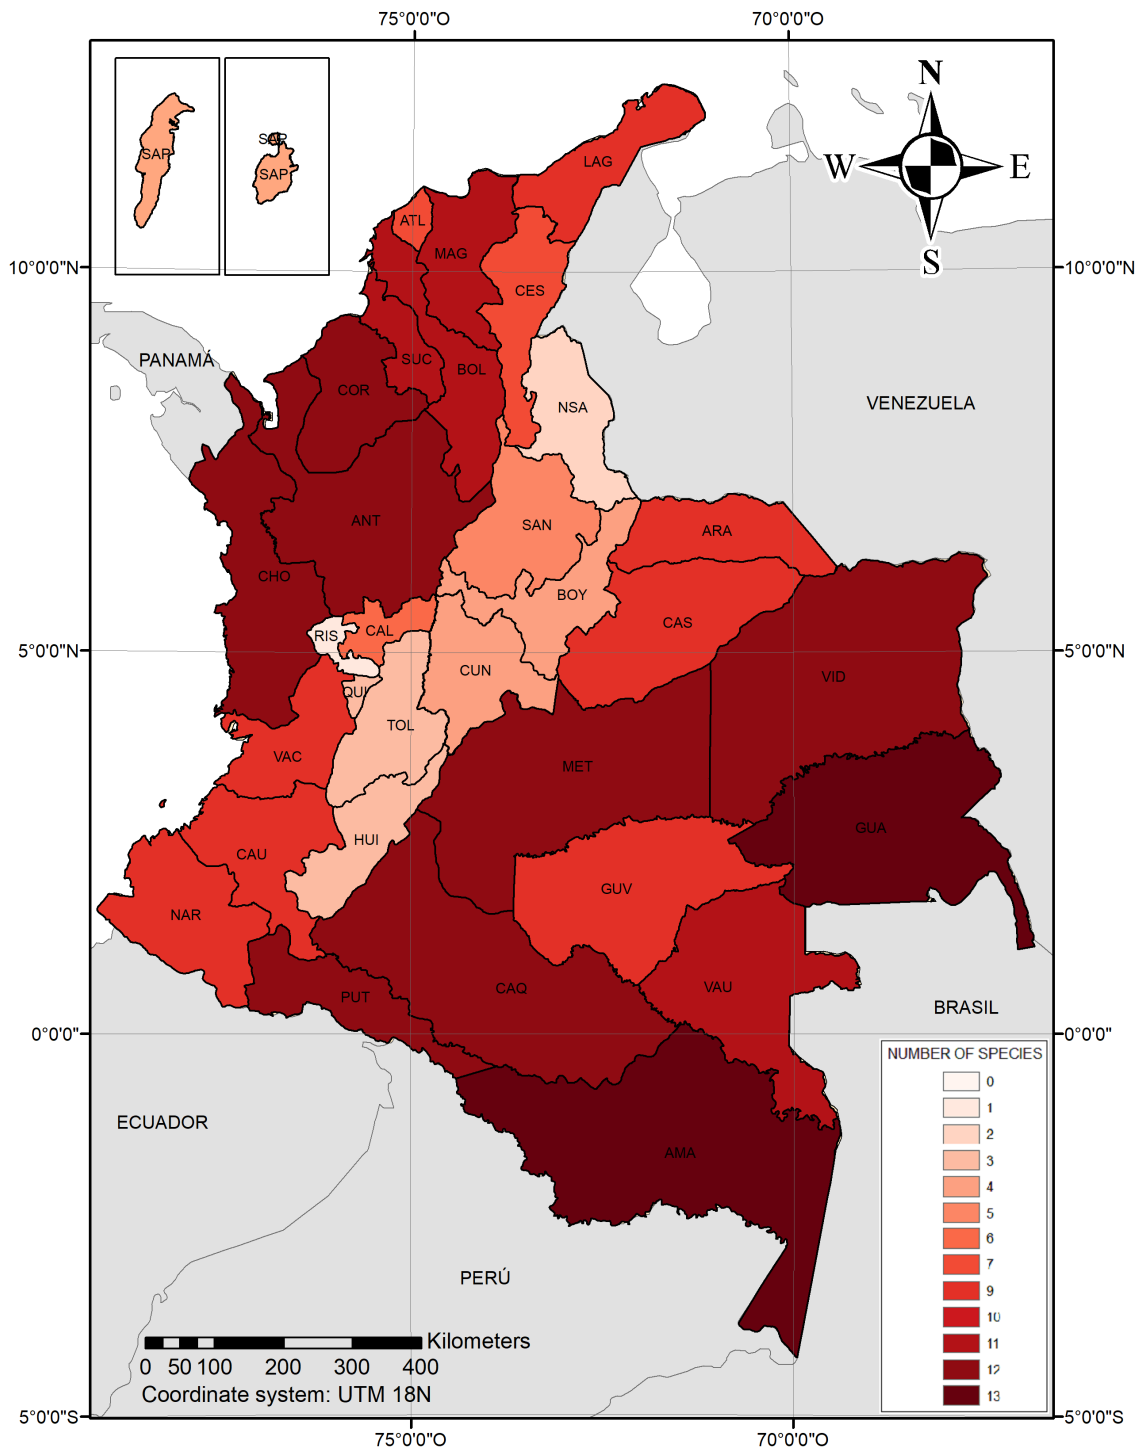 75°0'0"O
70°0'0"O
N
W
E
S
SAP
SAP
SAP
LAG
ATL
MAG
10°0'0"N
10°0'0"N
CES
PANAMÁ
SUC
BOL
COR
NSA
VENEZUELA
ANT
SAN
ARA
CHO
BOY
RIS
CAL
CAS
5°0'0"N
5°0'0"N
CUN
VID
QUI
TOL
VAC
MET
GUA
HUI
CAU
GUV
NAR
CAQ
VAU
PUT
BRASIL
0°0'0"
0°0'0"
NUMBER OF SPECIES
0
1
2
3
4
5
6
7
9
10
11
12
13
ECUADOR
AMA
PERÚ
Kilometers
0 50 100 200 300 400
Coordinate system: UTM 18N
5°0'0"S
5°0'0"S
75°0'0"O
70°0'0"O